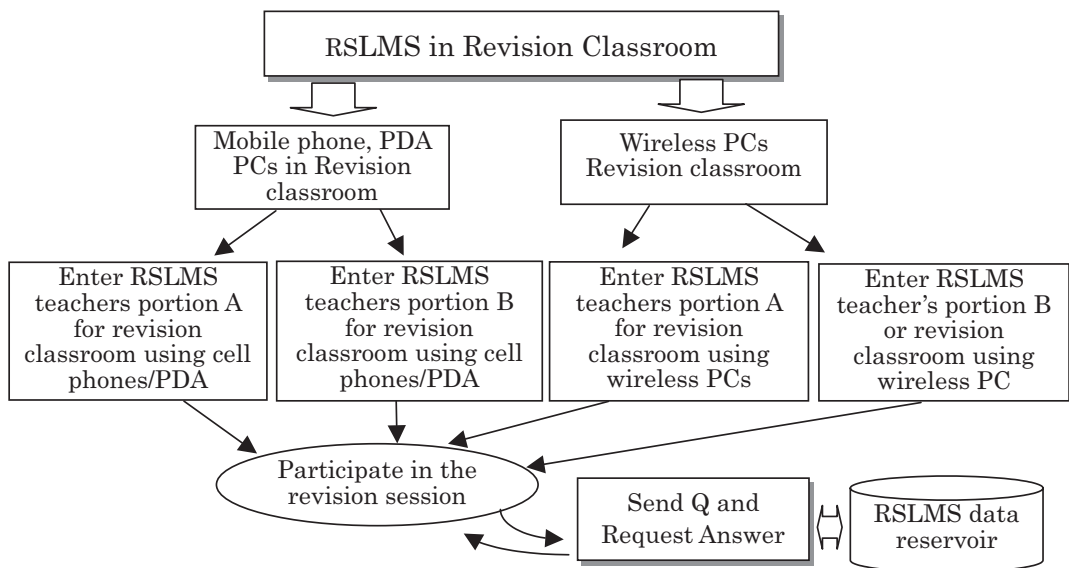 RSLMS in Revision Classroom
Mobile phone, PDA
PCs in Revision
classroom
Wireless PCs
Revision classroom
Enter RSLMS
teachers portion A
for revision
classroom using cell
phones/PDA
Enter RSLMS
teachers portion B
for revision
classroom using cell
phones/PDA
Enter RSLMS
teachers portion A
for revision
classroom using
wireless PCs
Enter RSLMS
teacher's portion B
or revision
classroom using
wireless PC
Participate in the
revision session
Send Q and
Request Answer
RSLMS data
reservoir